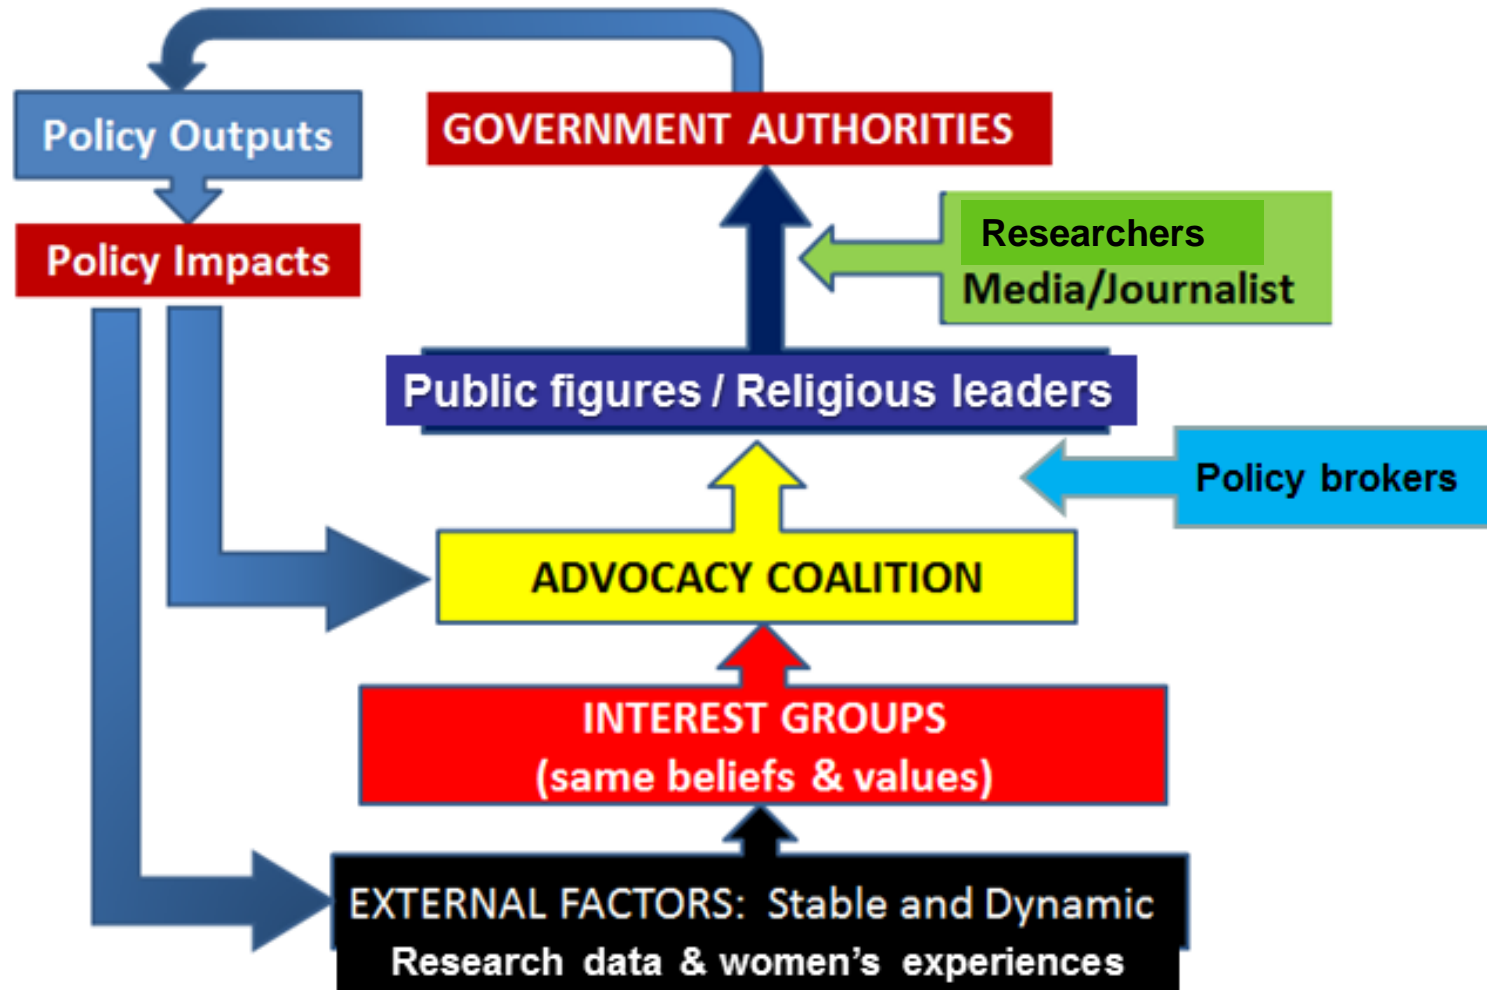 Policy Outputs
GOVERNMENT AUTHORITIES
Policy Impacts
Researchers
Media/Journalist
Public figures / Religious leaders
Policy brokers
ADVOCACY COALITION
INTEREST GROUPS
(same beliefs & values)
EXTERNAL FACTORS: Stable and Dynamic
Research data & women’s experiences